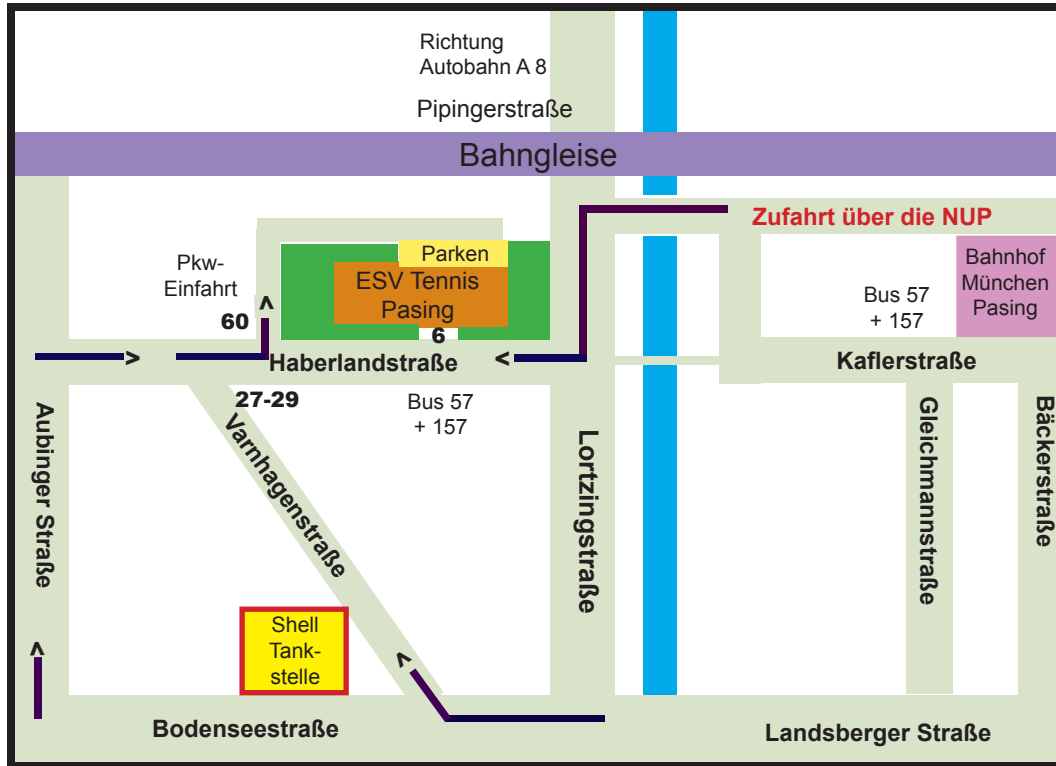 Richtung
Autobahn A 8
Pipingerstraße
Bahngleise
Zufahrt über die NUP
Parken
ESV Tennis
Pasing
6
Pkw-
Einfahrt
60
Bahnhof
München
Pasing
Bus 57
+ 157
Haberlandstraße
Kaflerstraße
27-29
Bus 57
+ 157
Aubinger Straße
Varnhagenstraße
Lortzingstraße
Gleichmannstraße
Bäckerstraße
Shell
Tank-
stelle
Bodenseestraße
Landsberger Straße